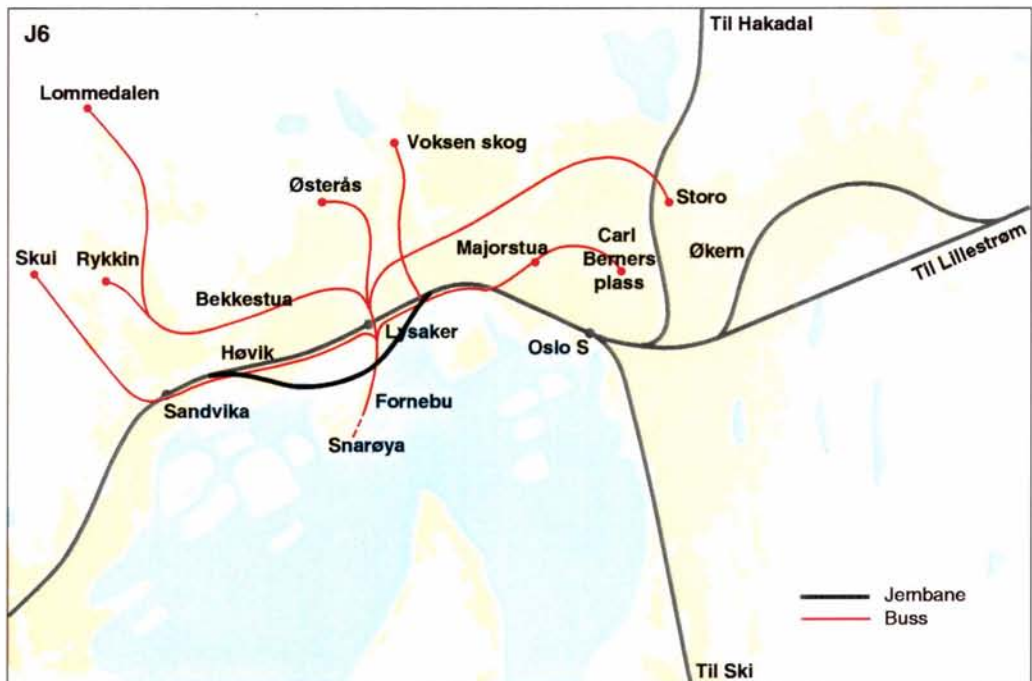 J6
Til Hakadal
Lommedalen
Voksen skog
Østerås
Storo
Skui
Rykkin
Majorstua
Carl
Berners
plass
Økern
Til Lillestrøm
Bekkestua
Lysaker
Høvik
Oslo S
Sandvika
Fornebu
Snarøya
Jernbane
Buss
Til Ski